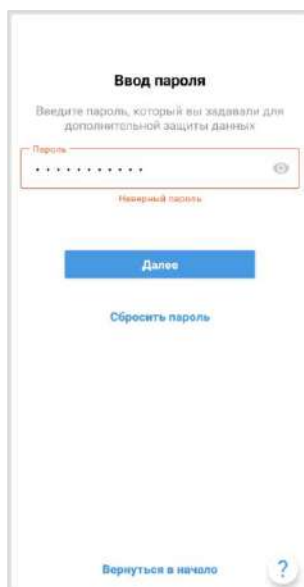 Ввод пароля
Введите пароль, который вы задавали для
дополнительной защиты данных
Пароль
Неверный пароль
Далее
Сбросить пароль
Вернуться в начало
?